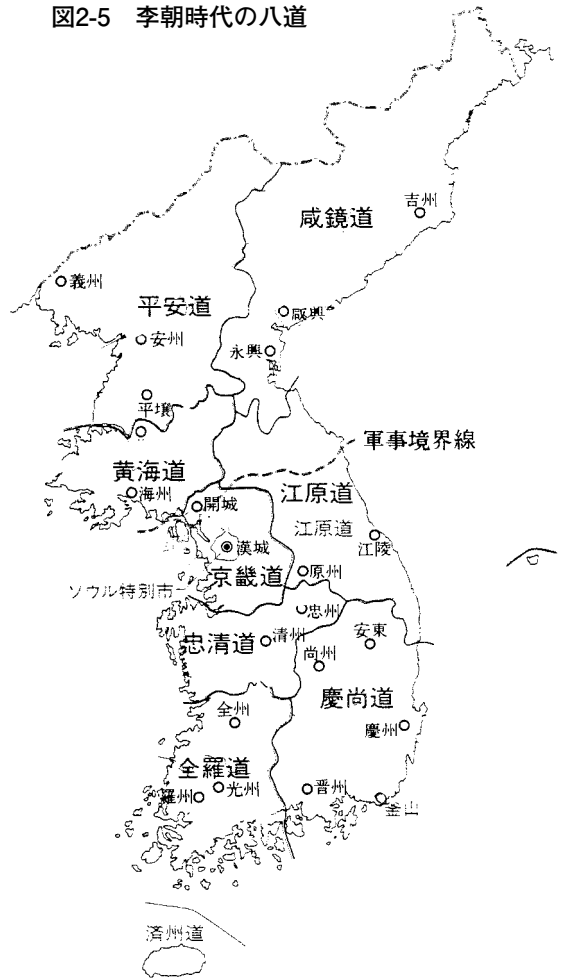 図2-5 李朝時代の八道
咸鏡道
吉州
義州
平安道
咸興
安州
永興
平壌
軍事境界線
黄海道
海州
開城
江原道
江原道
漢城
江陵
京畿道
原州
ソウル特別市
忠州
忠清道
清州
安東
尚州
慶尚道
全州
慶州
全羅道
光州
羅州
晋州
釜山
済州道